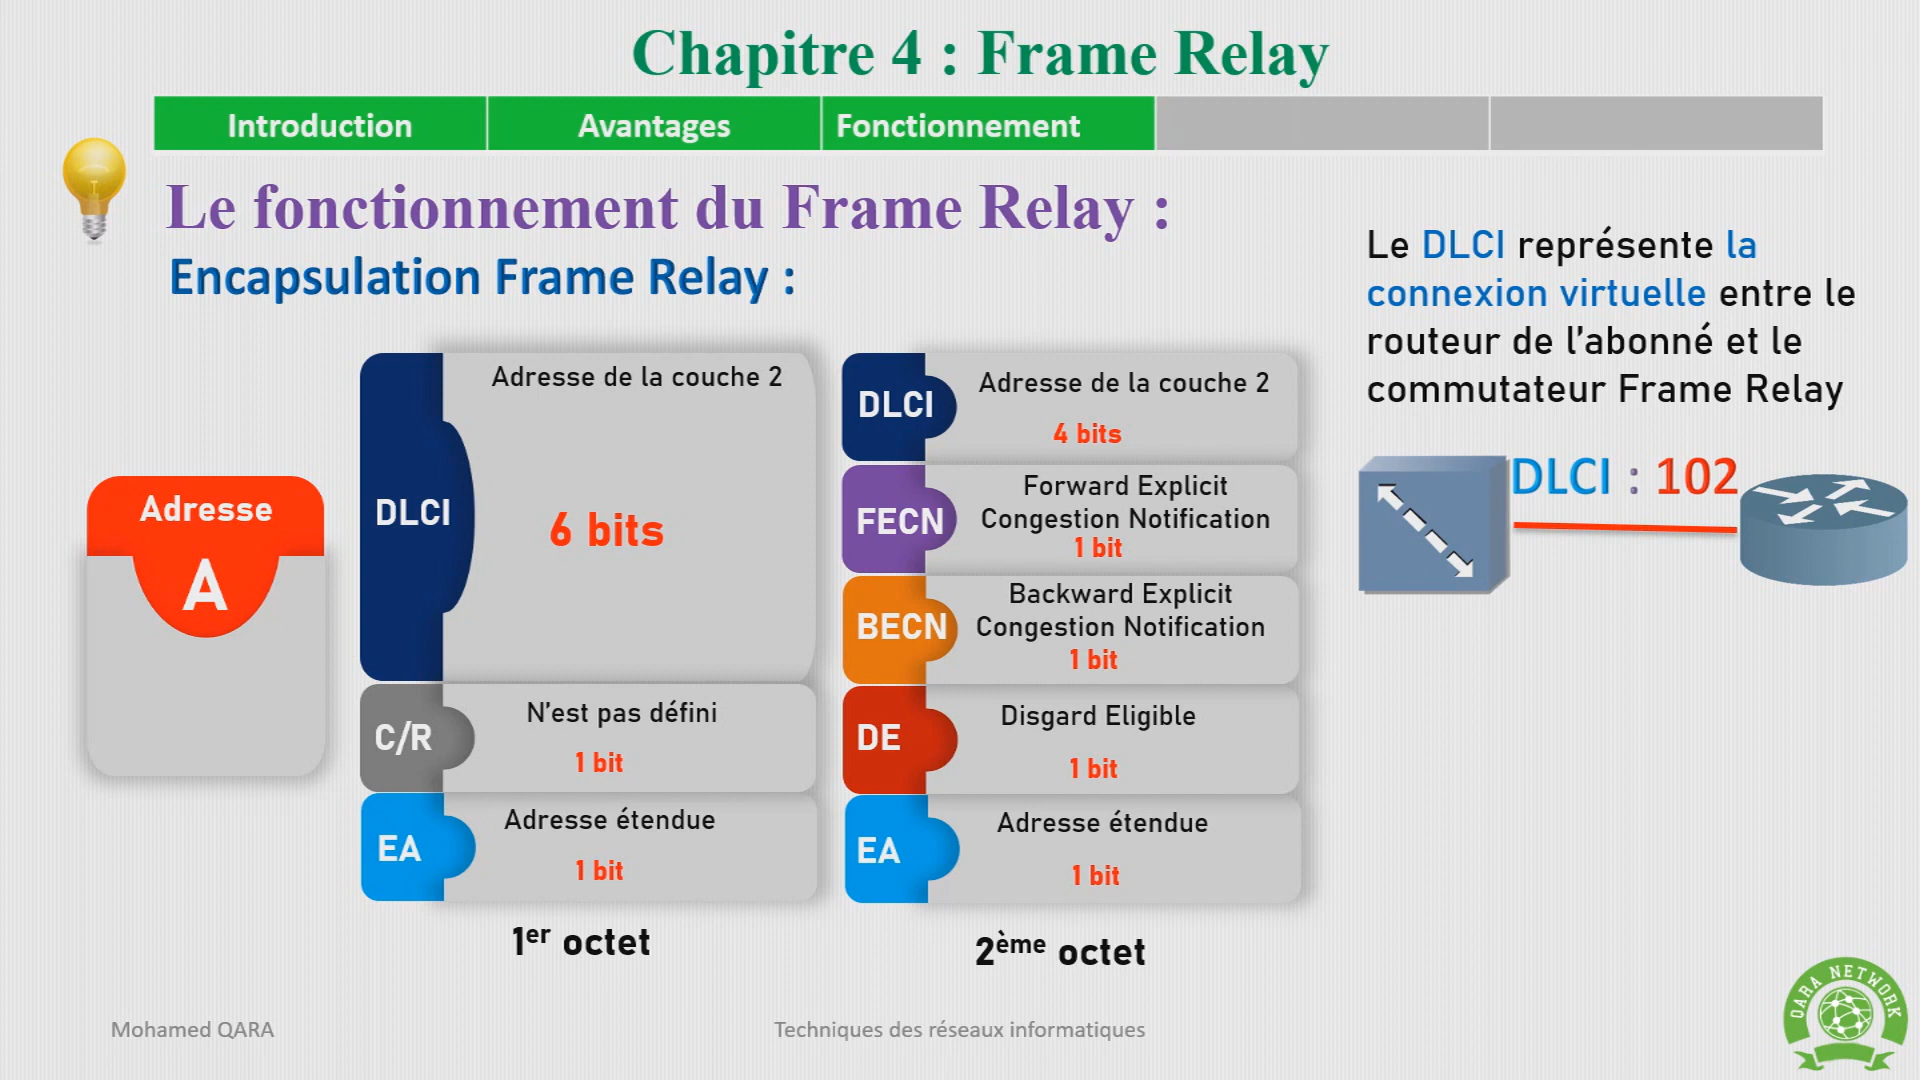 Chapitre 4 : Frame Relay
Introduction
Avantages
Fonctionnement
Le fonctionnement du Frame Relay :
Encapsulation Frame Relay :
Adresse
A
DLCI
Adresse de la couche 2
6 bits
C/R
N'est pas défini
1 bit
EA
Adresse étendue
1 bit
1er octet
DLCI
Adresse de la couche 2
4 bits
FECN
Forward Explicit
Congestion Notification
1 bit
BECN
Backward Explicit
Congestion Notification
1 bit
DE
Disgard Eligible
1 bit
EA
Adresse étendue
1 bit
2ème octet
Le DLCI représente la
connexion virtuelle entre le
routeur de l'abonné et le
commutateur Frame Relay
DLCI : 102
Mohamed QARA
Techniques des réseaux informatiques
QARA NETWORK